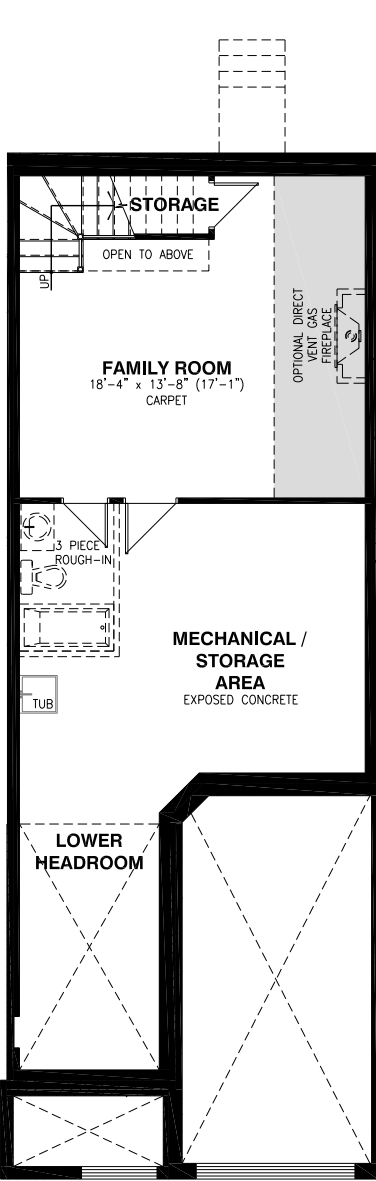 STORAGE
OPEN TO ABOVE
UP
OPTIONAL DIRECT
VENT GAS
FIREPLACE
FAMILY ROOM
18'-4" x 13'-8" (17'-1")
CARPET
3 PIECE
ROUGH-IN
MECHANICAL /
STORAGE
AREA
EXPOSED CONCRETE
TUB
LOWER
HEADROOM